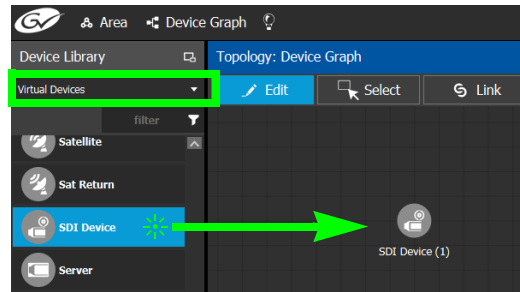 GV Area Device Graph
Device Library
Topology: Device Graph
Virtual Devices
Edit Select Link
filter
Satellite
Sat Return
SDI Device
SDI Device (1)
Server